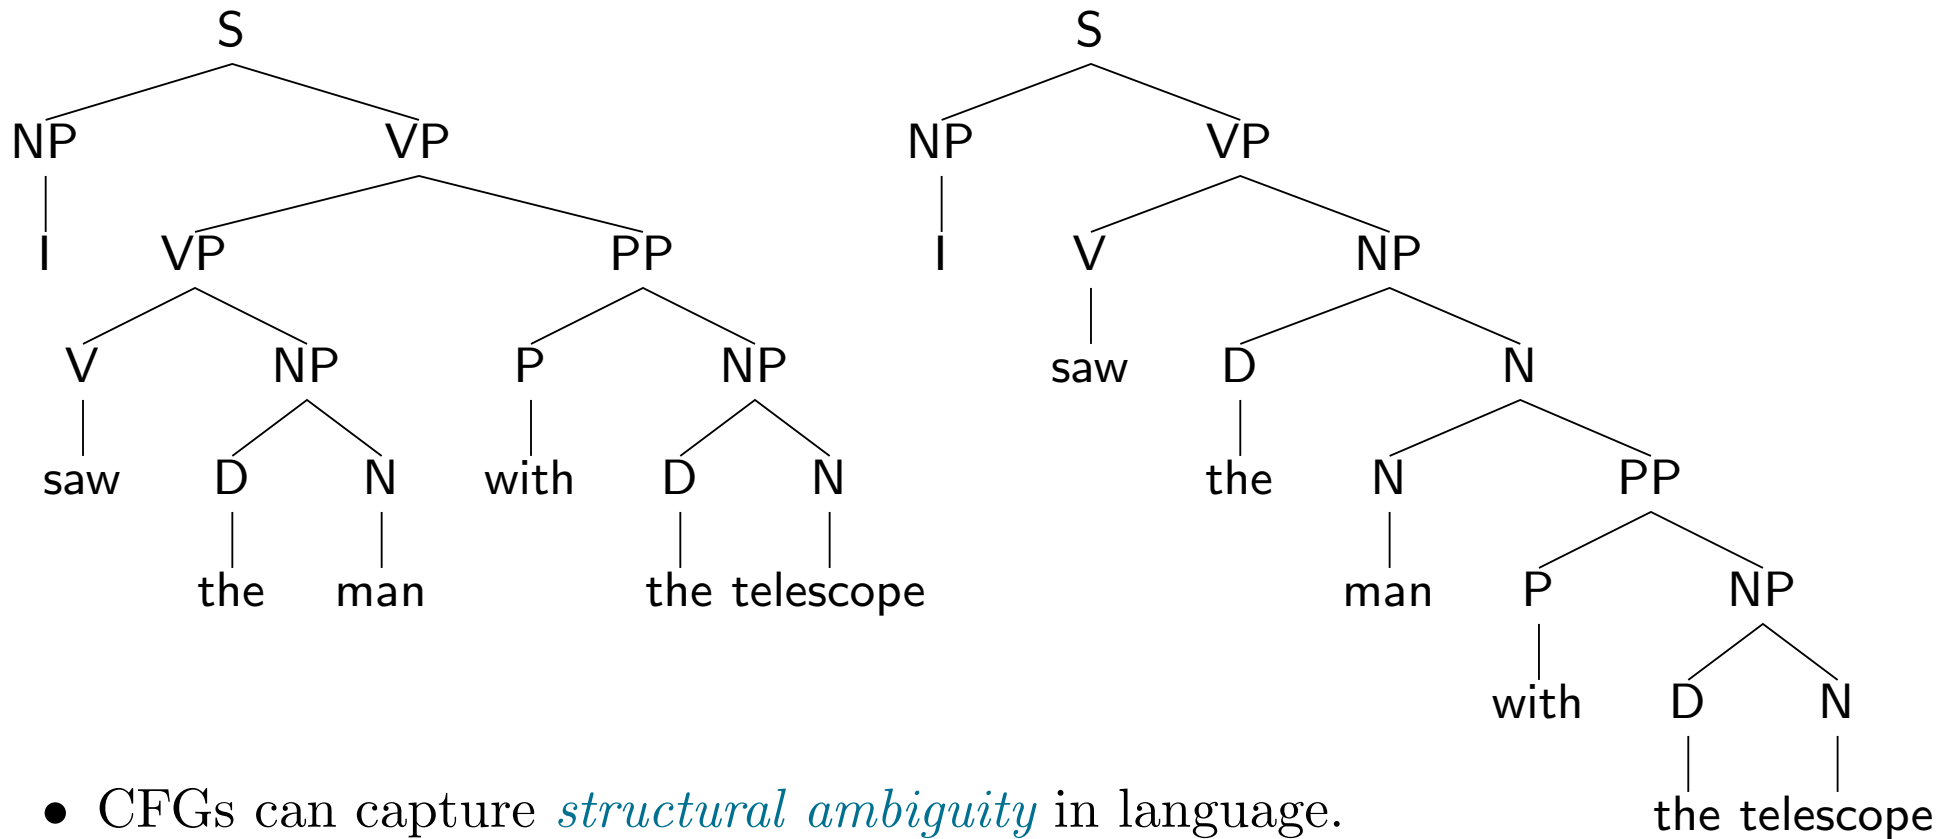 S S
NP VP NP VP
I VP PP I V NP
V NP P NP saw D N
saw D N with D N the N PP
the man the telescope man P NP
with D N
• CFGs can capture structural ambiguity in language. the telescope